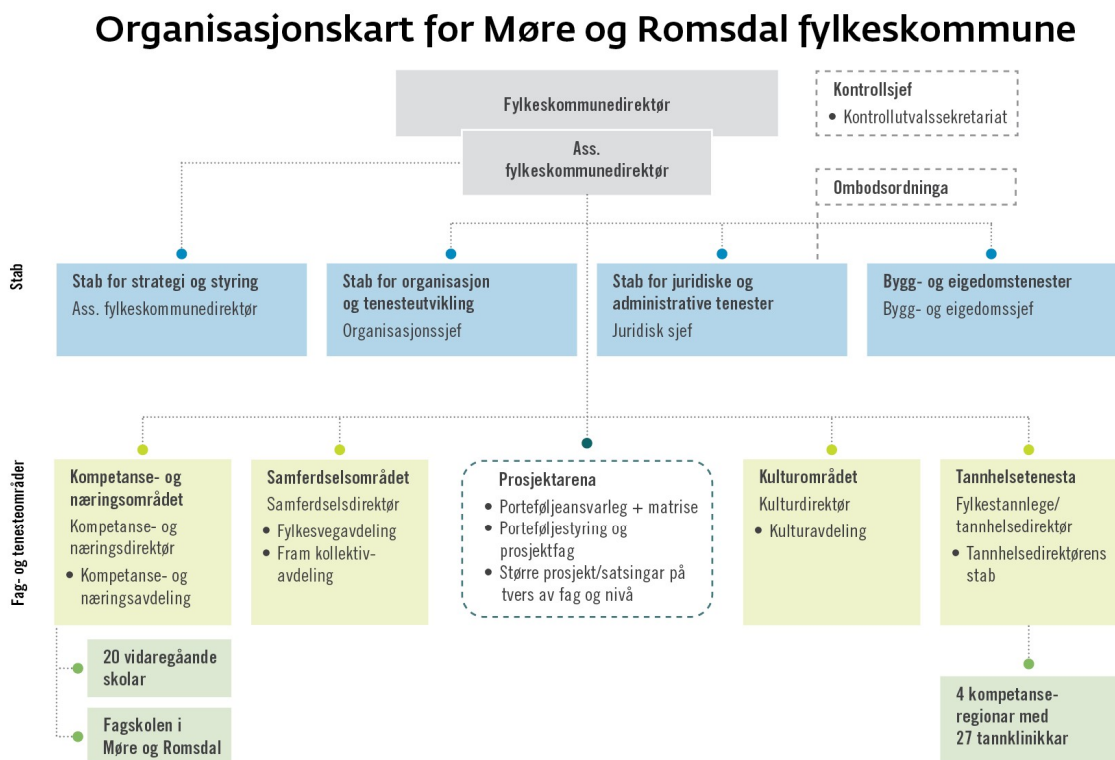 Organisasjonskart for Møre og Romsdal fylkeskommune
Fylkeskommunedirektør
Ass.
fylkeskommunedirektør
Kontrollsjef
• Kontrollutvalssekretariat
Ombodsordninga
Stab
Stab for strategi og styring
Ass. fylkeskommunedirektør
Stab for organisasjon
og tenesteutvikling
Organisasjonssjef
Stab for juridiske og
administrative tenester
Juridisk sjef
Bygg- og eigedomstenester
Bygg- og eigedomssjef
Fag- og tenesteområder
Kompetanse- og
næringsområdet
Kompetanse- og
næringsdirektør
• Kompetanse- og
næringsavdeling
20 vidaregåande
skolar
Fagskolen i
Møre og Romsdal
Samferdselsområdet
Samferdselsdirektør
• Fylkesvegavdeling
• Fram kollektiv-
avdeling
Prosjektarena
• Porteføljeansvarleg + matrise
• Porteføljestyring og
prosjektfag
• Større prosjekt/satsingar på
tvers av fag og nivå
Kulturområdet
Kulturdirektør
• Kulturavdeling
Tannhelsetenesta
Fylkestannlege/
tannhelsedirektør
• Tannhelsedirektørens
stab
4 kompetanse-
regionar med
27 tannklinikkar